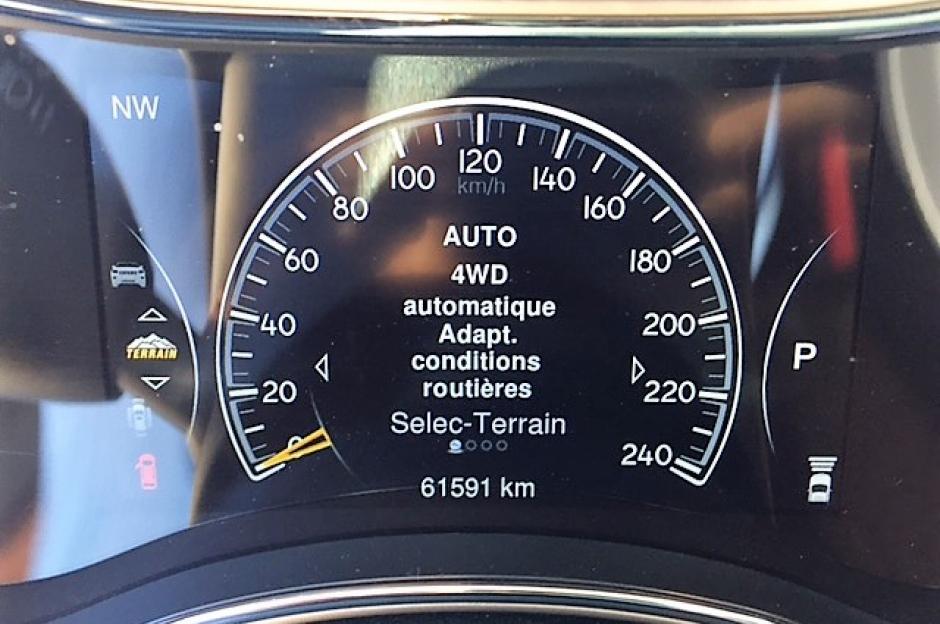 NW
120
100
140
km/h
80
160
AUTO
60
180
4WD
automatique
40
200
Adapt.
conditions
TERRAIN
P
20
routières
220
Selec-Terrain
0
240
61591 km